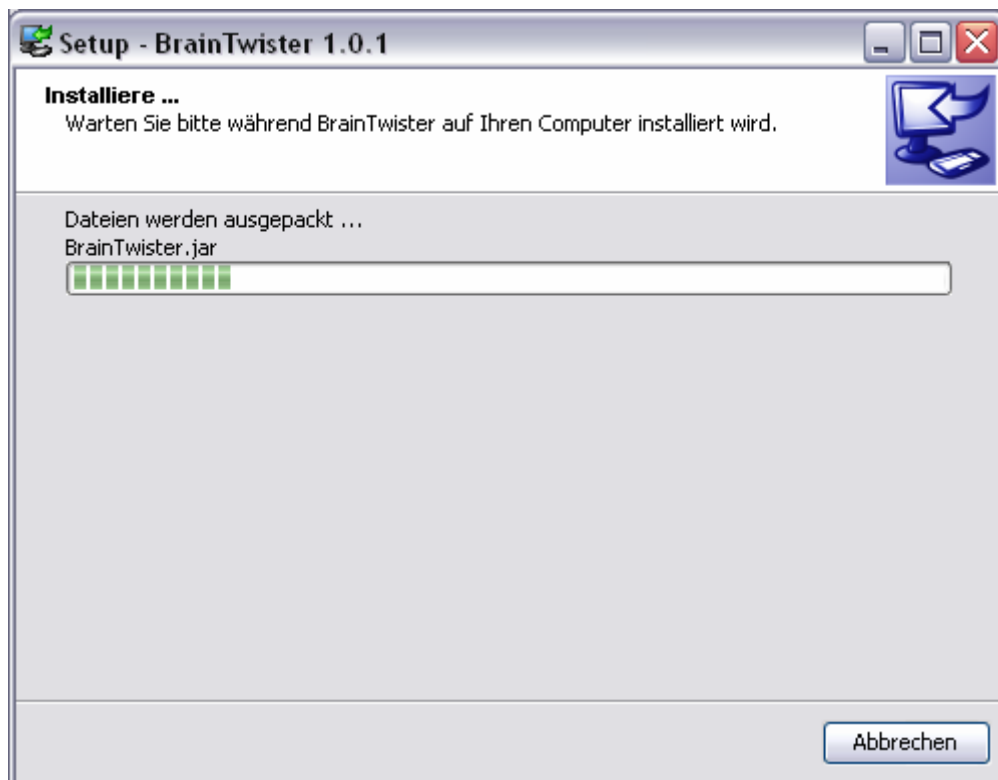 Setup - BrainTwister 1.0.1
Installiere ...
Warten Sie bitte während BrainTwister auf Ihren Computer installiert wird.
Dateien werden ausgepackt ...
BrainTwister.jar
Abbrechen